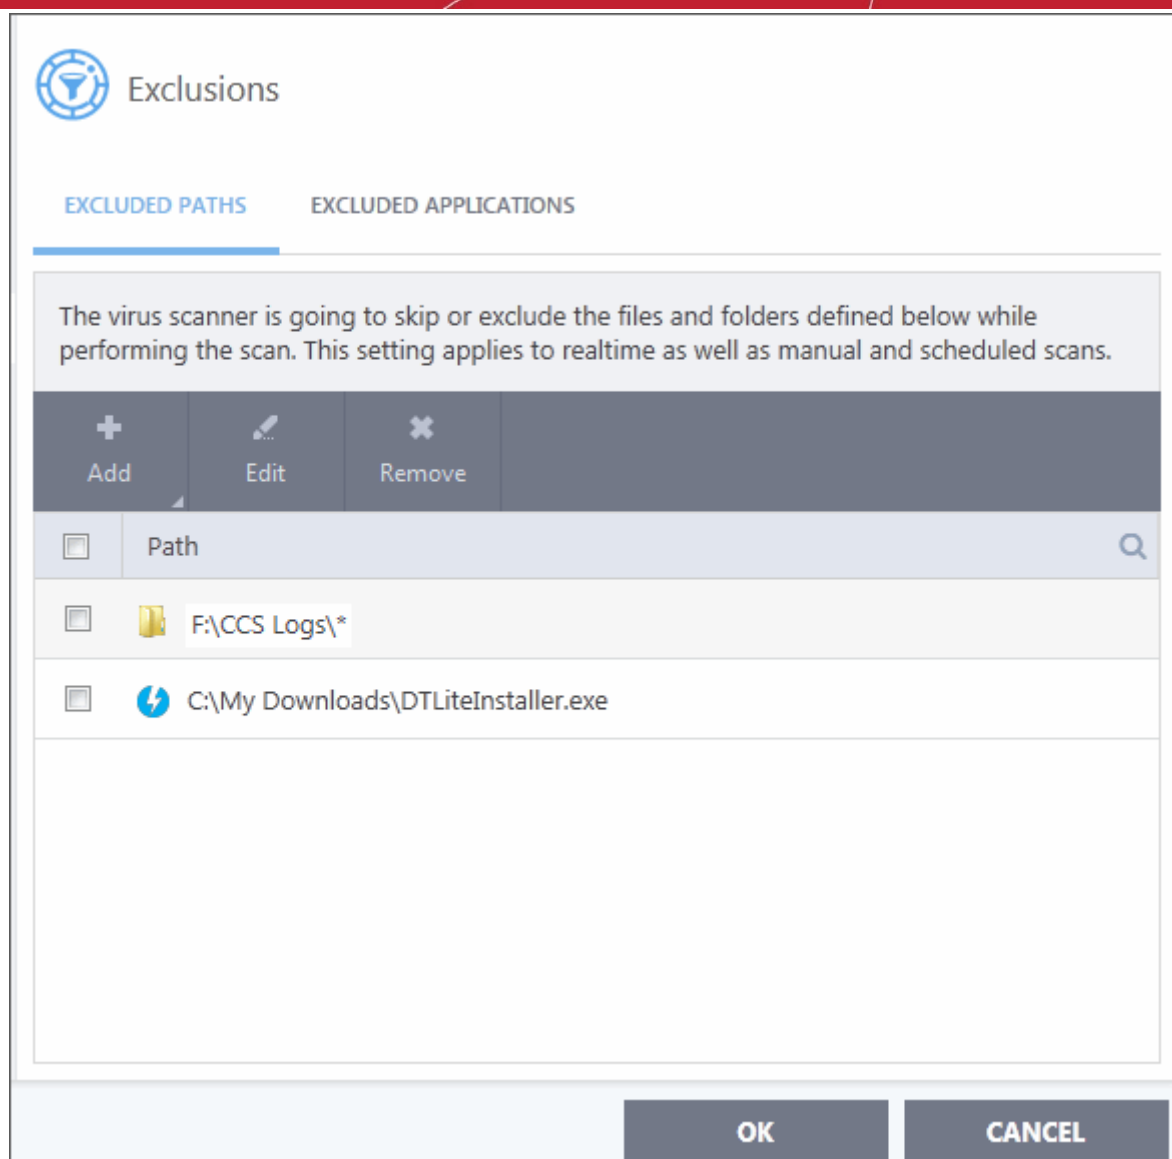 Exclusions
EXCLUDED PATHS EXCLUDED APPLICATIONS
The virus scanner is going to skip or exclude the files and folders defined below while
performing the scan. This setting applies to realtime as well as manual and scheduled scans.
Add Edit Remove
Path
F:\CCS Logs\*
C:\My Downloads\DTLiteInstaller.exe
OK CANCEL